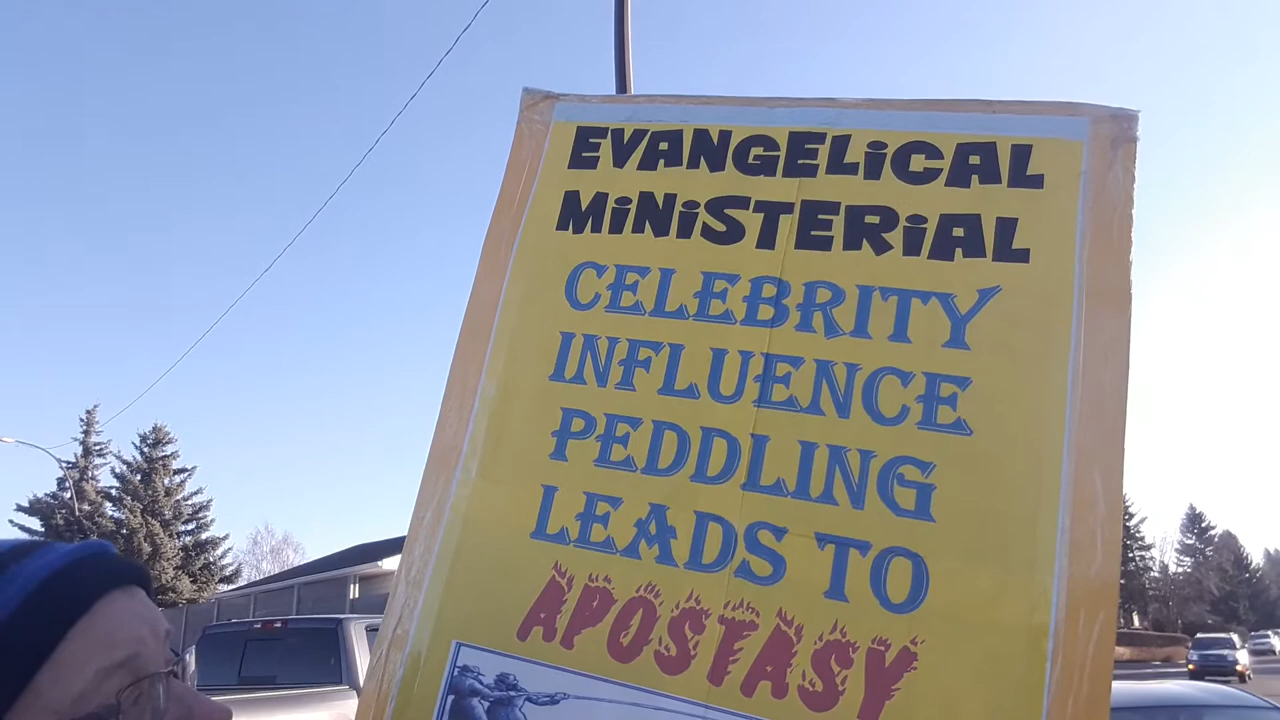 EVANGELiCAL
MiNiSTERiAL
CELEBRITY
INFLUENCE
PEDDLING
LEADS TO
APOSTASY